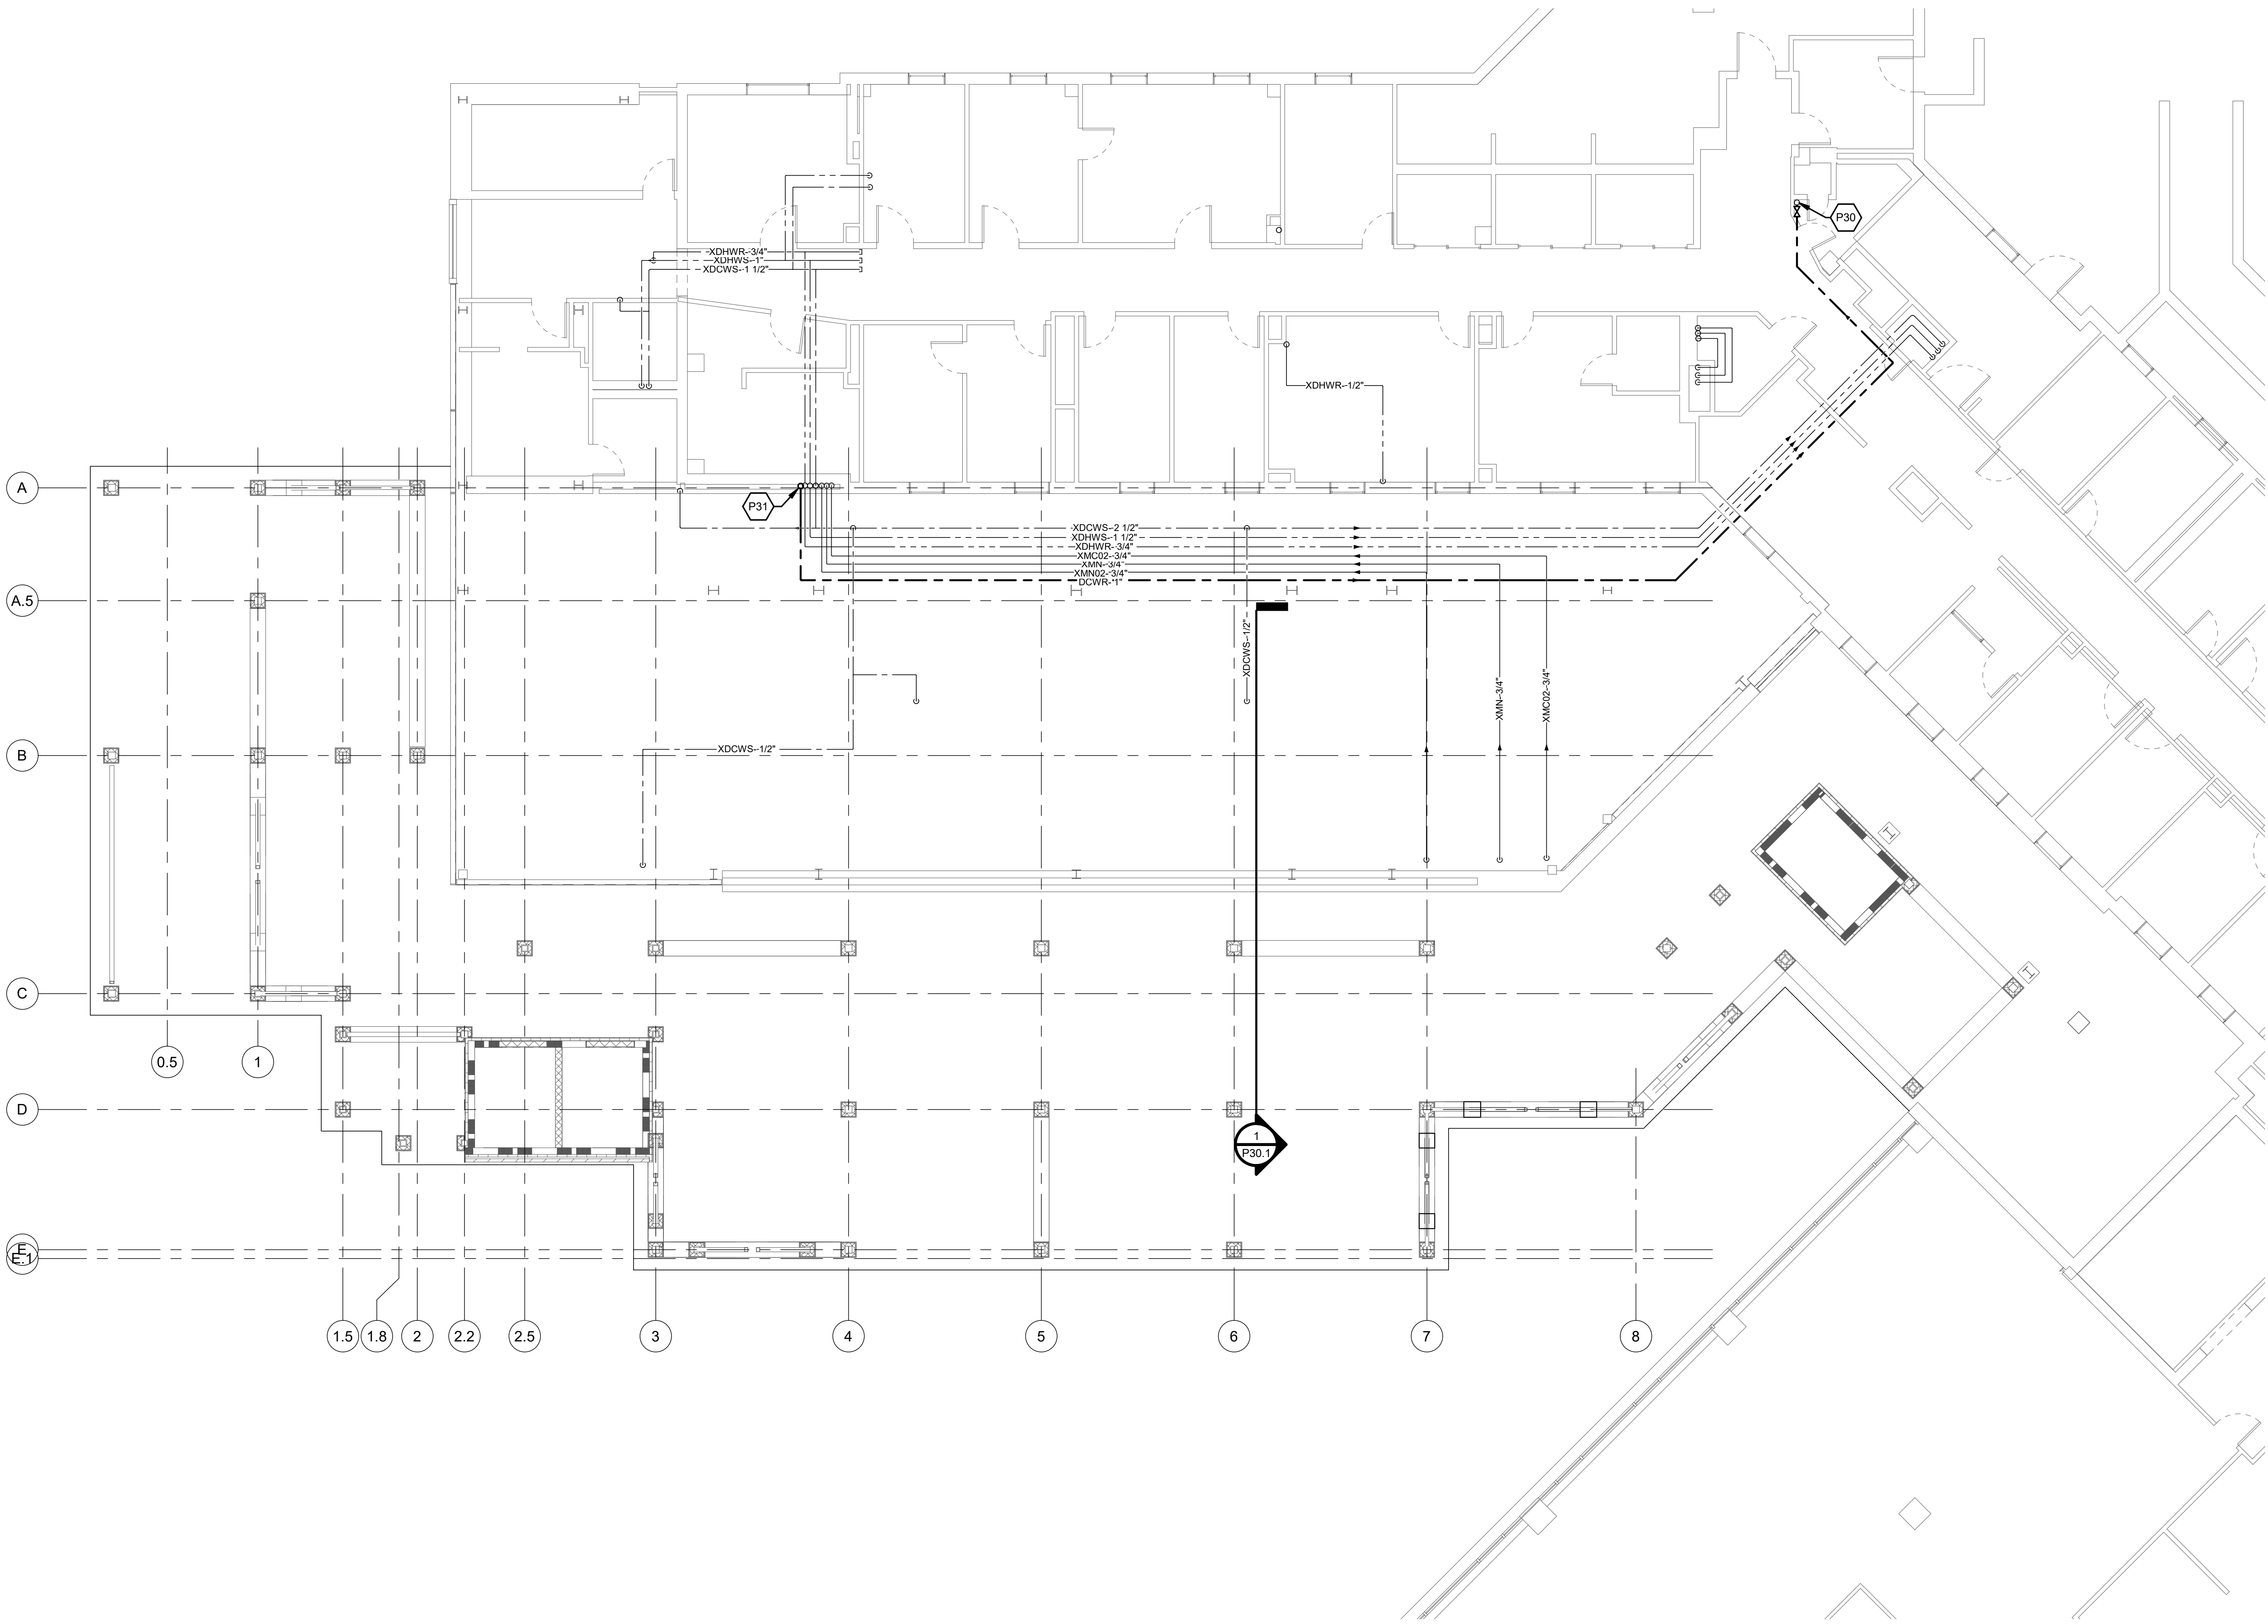 P30
XDHWR--3/4"
XDHWS--1"
XDCWS--1 1/2"
XDHWR--1/2"
A
P31
XDCWS--2 1/2"
XDHWS--1 1/2"
XDHWR--3/4"
XMC02--3/4"
XMN--3/4"
XMN02--3/4"
DCWR-"1"
A.5
XDCWS--1/2"
XMN--3/4"
XMC02--3/4"
XDCWS--1/2"
B
C
0.5
1
D
1
P30.1
E
E.1
1.5
1.8
2
2.2
2.5
3
4
5
6
7
8